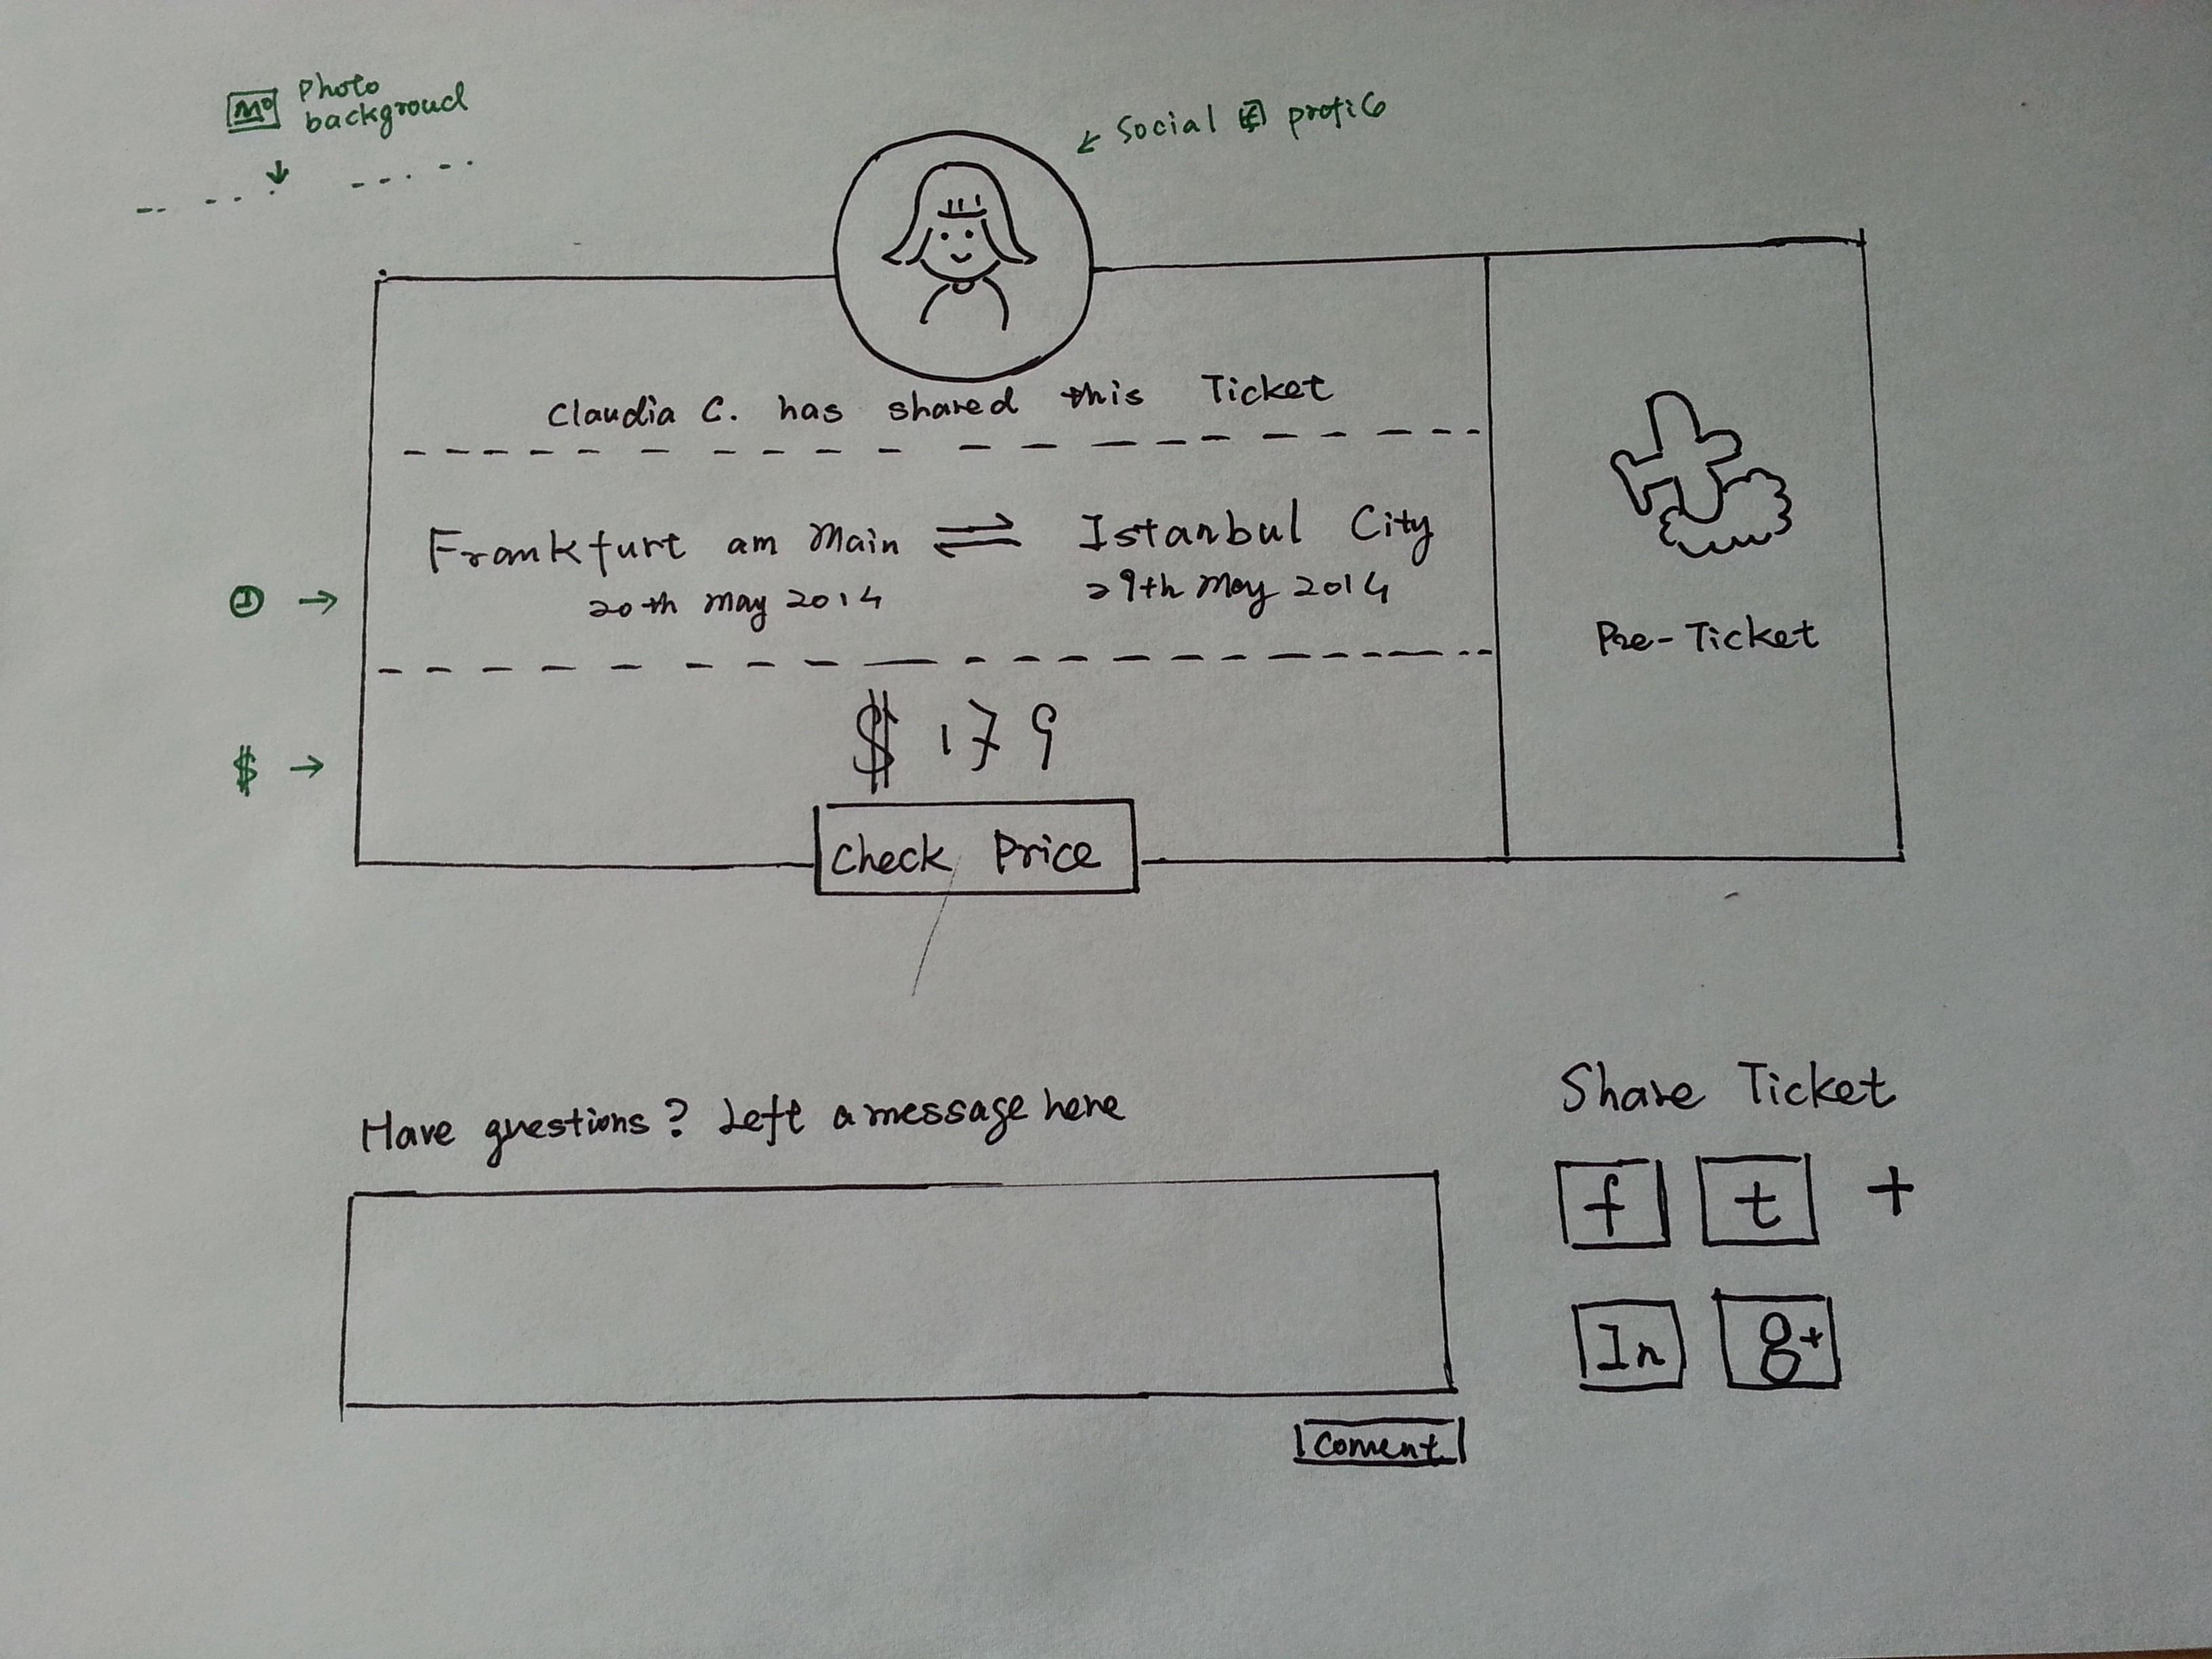 Photo
backgroud
Social f profile
Claudia C. has shared this Ticket
Frankfurt am Main ⇌ Istanbul City
20th May 2014 29th May 2014
Pre-Ticket
$ →
$ 179
Check Price
Have questions? Left a message here
Share Ticket
f t +
In g+
Coment